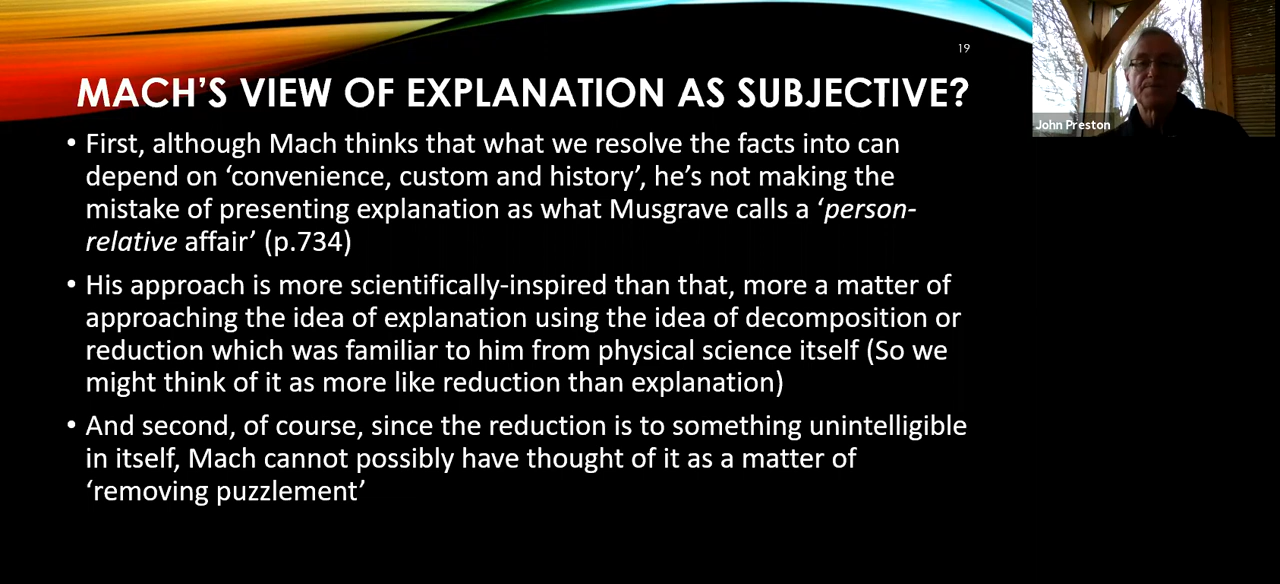 19
MACH'S VIEW OF EXPLANATION AS SUBJECTIVE?
• First, although Mach thinks that what we resolve the facts into can
depend on ‘convenience, custom and history’, he’s not making the
mistake of presenting explanation as what Musgrave calls a ‘person-
relative affair’ (p.734)
• His approach is more scientifically-inspired than that, more a matter of
approaching the idea of explanation using the idea of decomposition or
reduction which was familiar to him from physical science itself (So we
might think of it as more like reduction than explanation)
• And second, of course, since the reduction is to something unintelligible
in itself, Mach cannot possibly have thought of it as a matter of
‘removing puzzlement’
John Preston